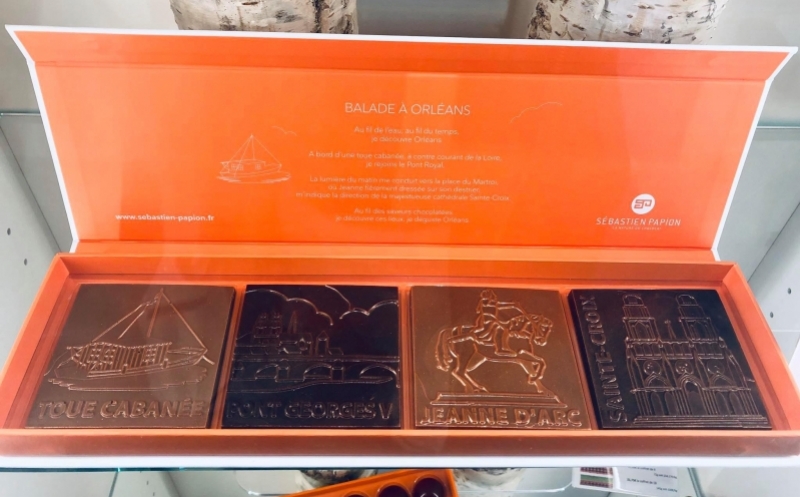 BALADE À ORLÉANS
Au fil de l'eau, au fil du temps,
je découvre Orléans.
A bord d'une toue cabanée, à contre courant de la Loire,
je rejoins le Pont Royal.
La lumière du matin me conduit vers la place du Martroi,
où Jeanne fièrement dressée sur son destrier,
m'indique la direction de la majestueuse cathédrale Sainte-Croix.
Au fil des saveurs chocolatées,
je découvre ces lieux, je déguste Orléans.
www.sebastien-papion.fr
SÉBASTIEN PAPION
TOUE CABANÉE
PONT GEORGES V
JEANNE D'ARC
SAINTE-CROIX